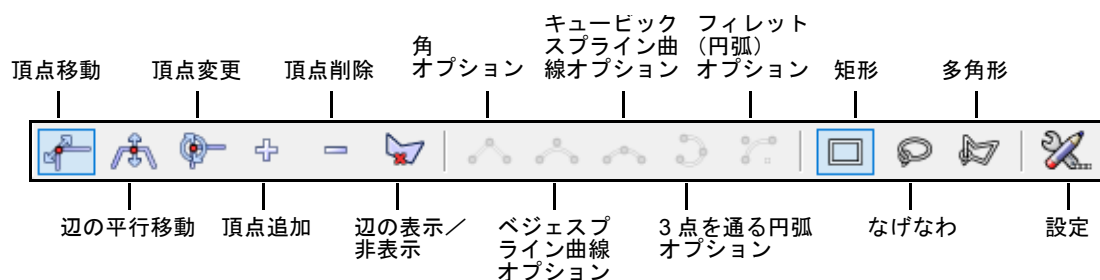 頂点移動
頂点変更
頂点削除
角
オプション
キュービック
スプライン曲
線オプション
フィレット
（円弧）
オプション
矩形
多角形
辺の平行移動
頂点追加
辺の表示／
非表示
ベジェスプ
ライン曲線
オプション
3 点を通る円弧
オプション
なげなわ
設定